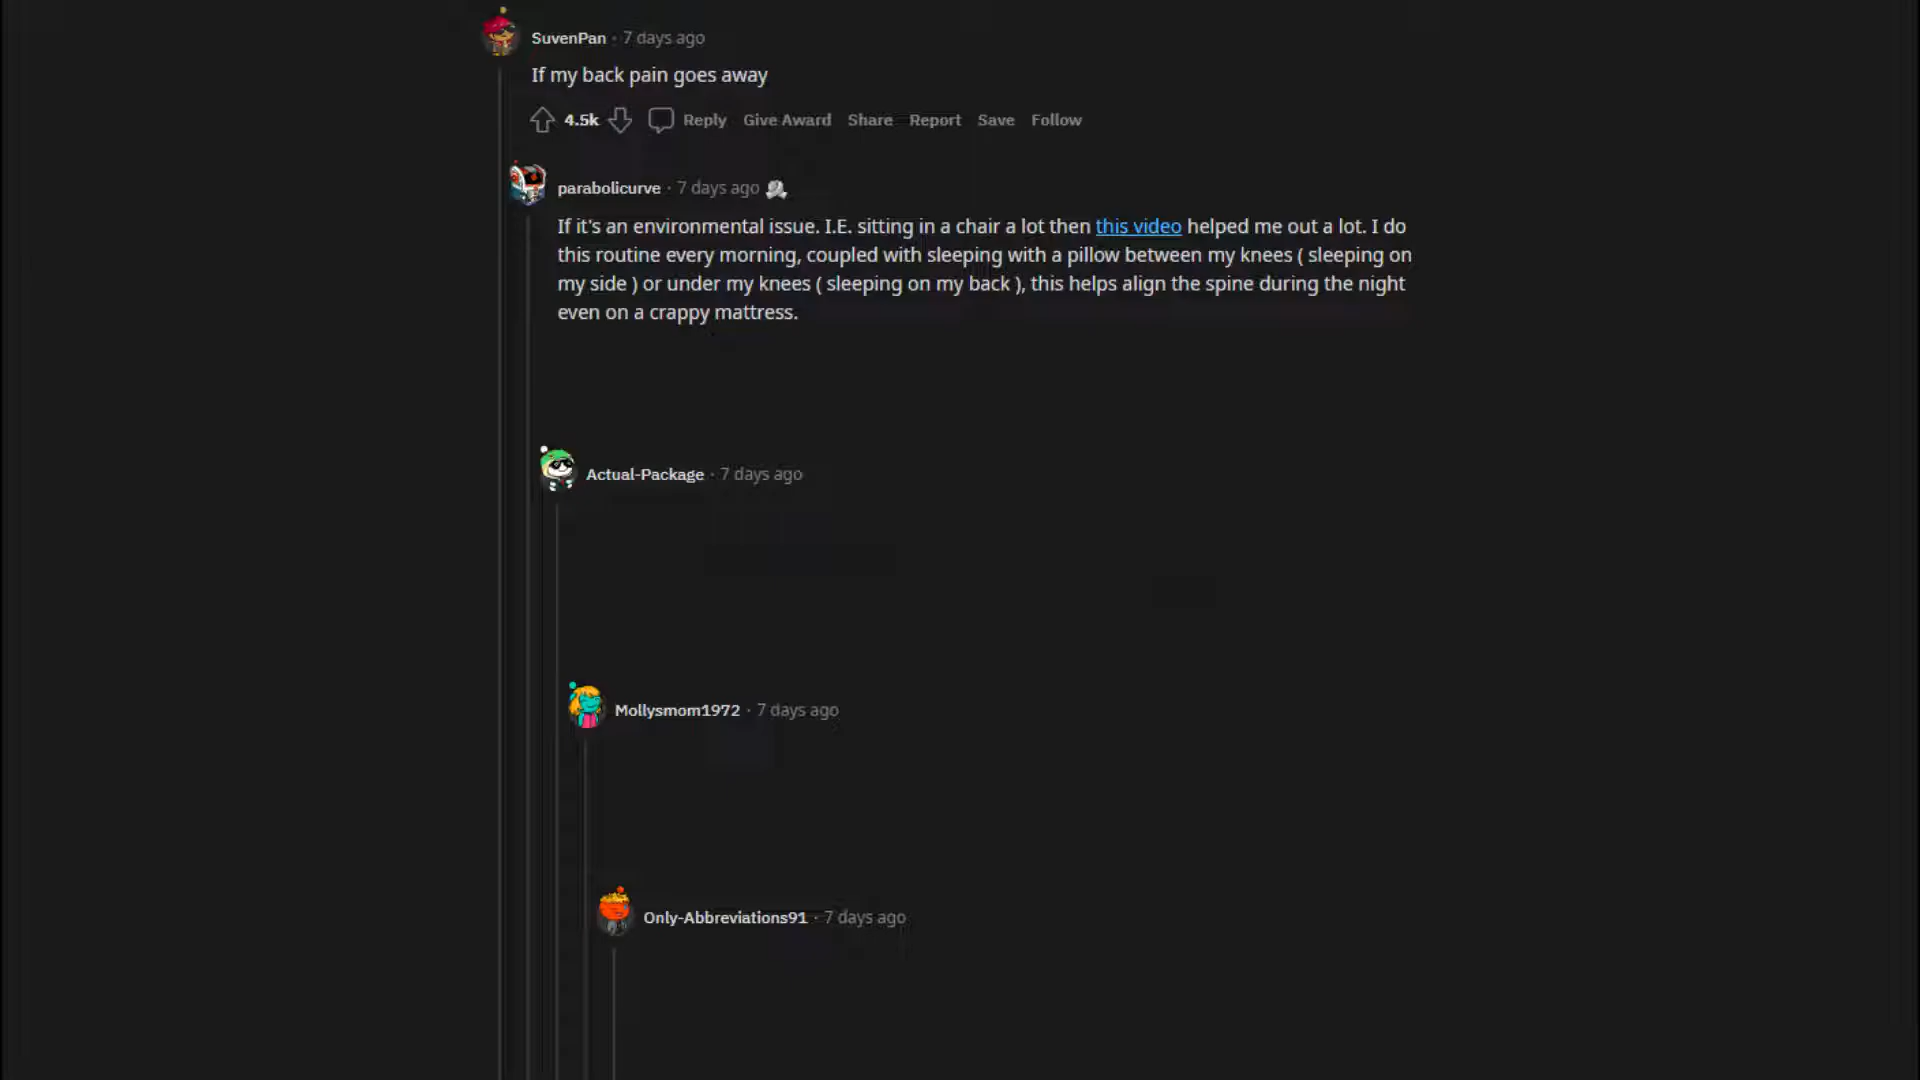 SuvenPan · 7 days ago
If my back pain goes away
4.5k Reply Give Award Share Report Save Follow
parabolicurve · 7 days ago
If it's an environmental issue. I.E. sitting in a chair a lot then this video helped me out a lot. I do
this routine every morning, coupled with sleeping with a pillow between my knees ( sleeping on
my side ) or under my knees ( sleeping on my back ), this helps align the spine during the night
even on a crappy mattress.
Actual-Package · 7 days ago
Mollysmom1972 · 7 days ago
Only-Abbreviations91 · 7 days ago